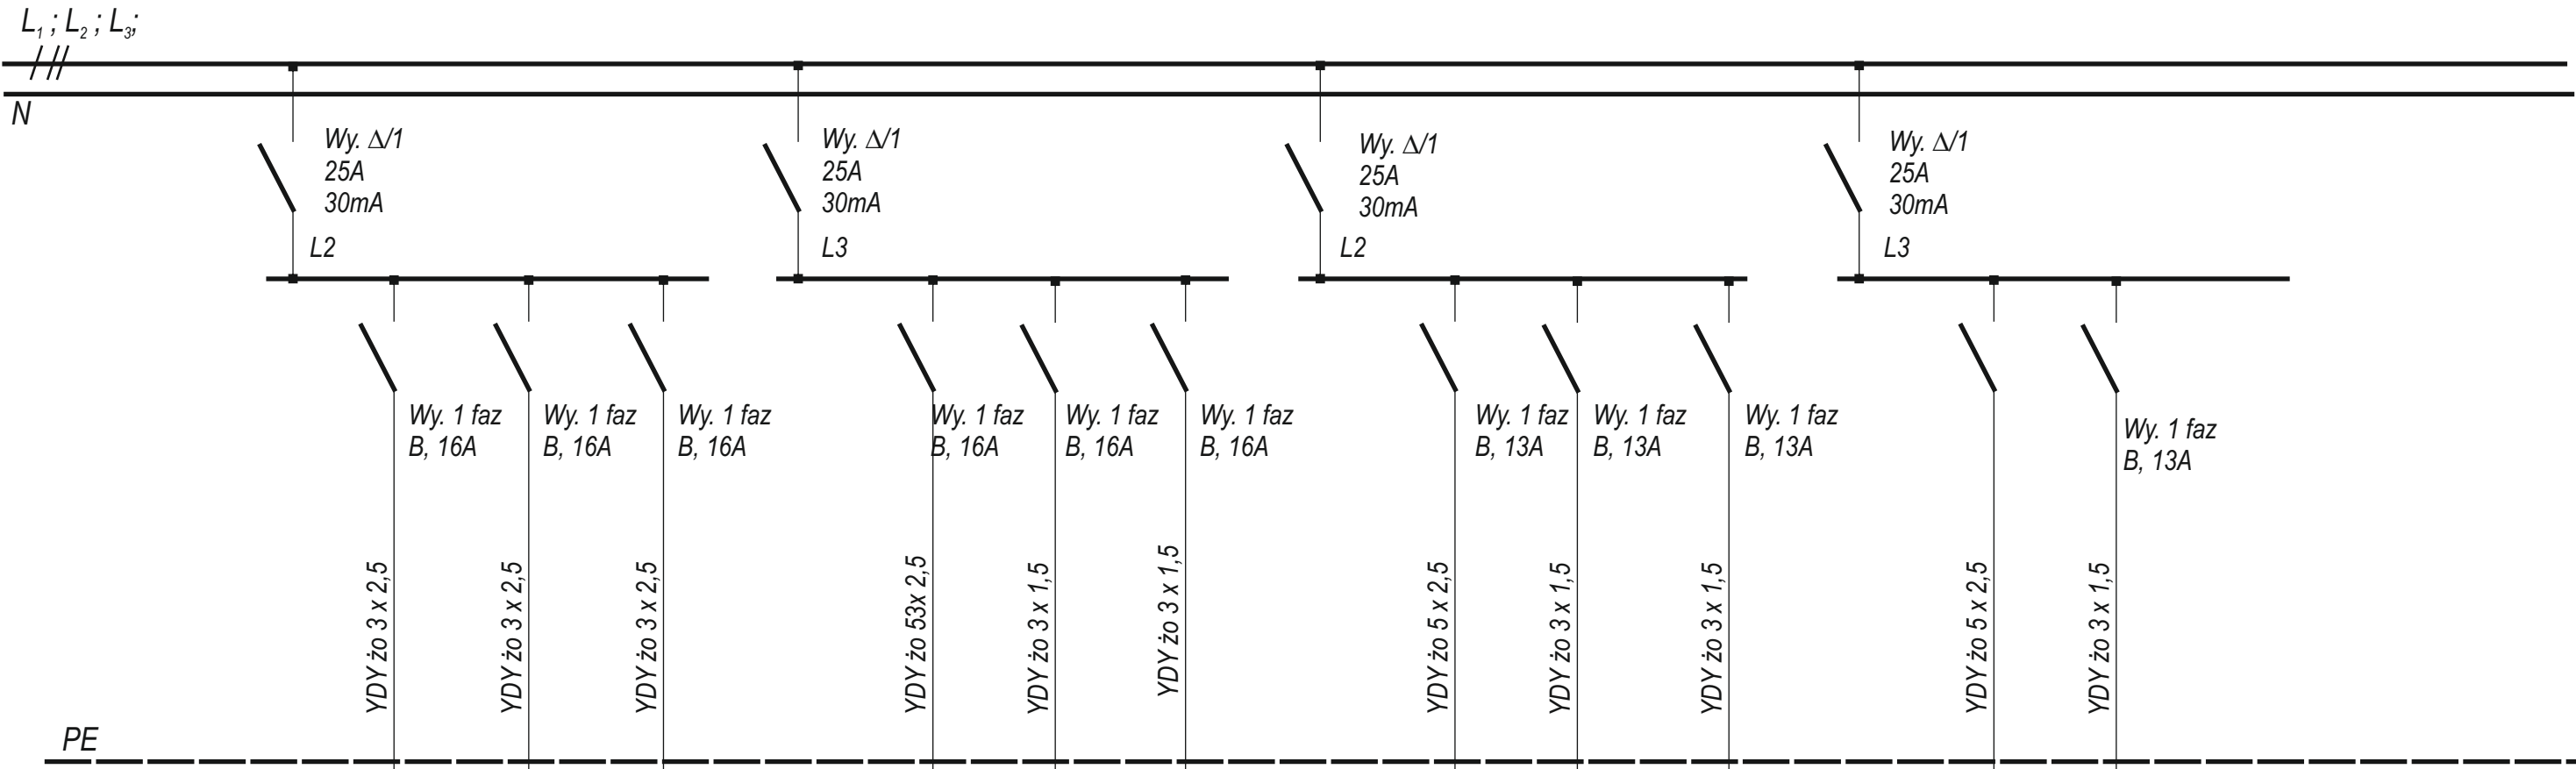 L₁ ; L₂ ; L₃;
N
Wy. Δ/1
25A
30mA
L2
Wy. Δ/1
25A
30mA
L3
Wy. Δ/1
25A
30mA
L2
Wy. Δ/1
25A
30mA
L3
Wy. 1 faz
B, 16A
Wy. 1 faz
B, 16A
Wy. 1 faz
B, 16A
Wy. 1 faz
B, 16A
Wy. 1 faz
B, 16A
Wy. 1 faz
B, 16A
Wy. 1 faz
B, 13A
Wy. 1 faz
B, 13A
Wy. 1 faz
B, 13A
Wy. 1 faz
B, 13A
YDY żo 3 x 2,5
YDY żo 3 x 2,5
YDY żo 3 x 2,5
YDY żo 53x 2,5
YDY żo 3 x 1,5
YDY żo 3 x 1,5
YDY żo 5 x 2,5
YDY żo 3 x 1,5
YDY żo 3 x 1,5
YDY żo 5 x 2,5
YDY żo 3 x 1,5
PE